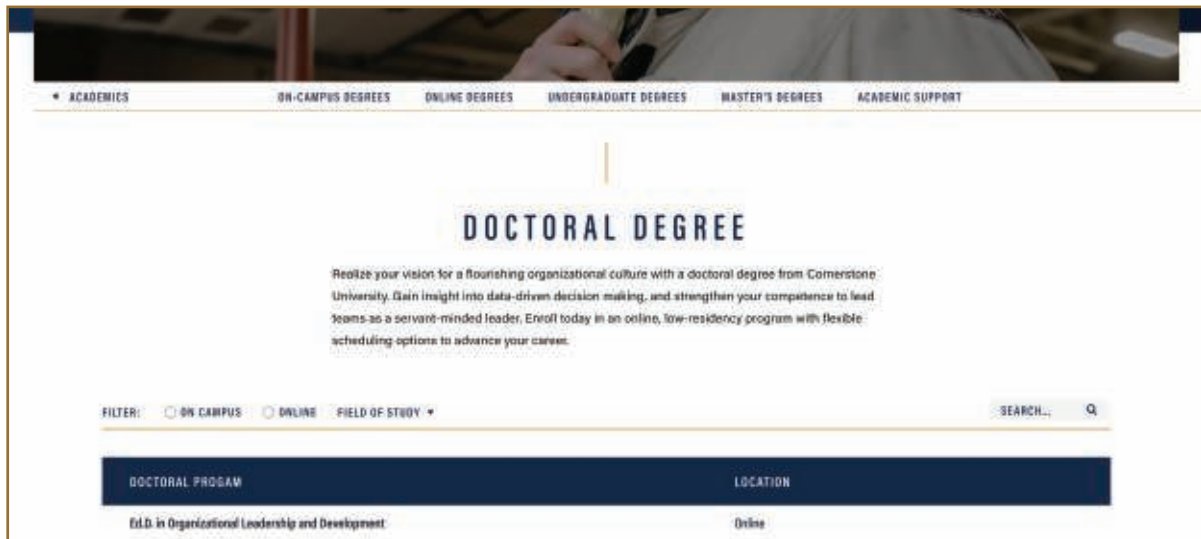 ACADEMICS ON-CAMPUS DEGREES ONLINE DEGREES UNDERGRADUATE DEGREES MASTER'S DEGREES ACADEMIC SUPPORT
DOCTORAL DEGREE
Realize your vision for a flourishing organizational culture with a doctoral degree from Cornerstone
University. Gain insight into data-driven decision making, and strengthen your competence to lead
teams as a servant-minded leader. Enroll today in an online, low-residency program with flexible
scheduling options to advance your career.
FILTER: ON CAMPUS ONLINE FIELD OF STUDY SEARCH...
DOCTORAL PROGAM LOCATION
Ed.D. in Organizational Leadership and Development Online